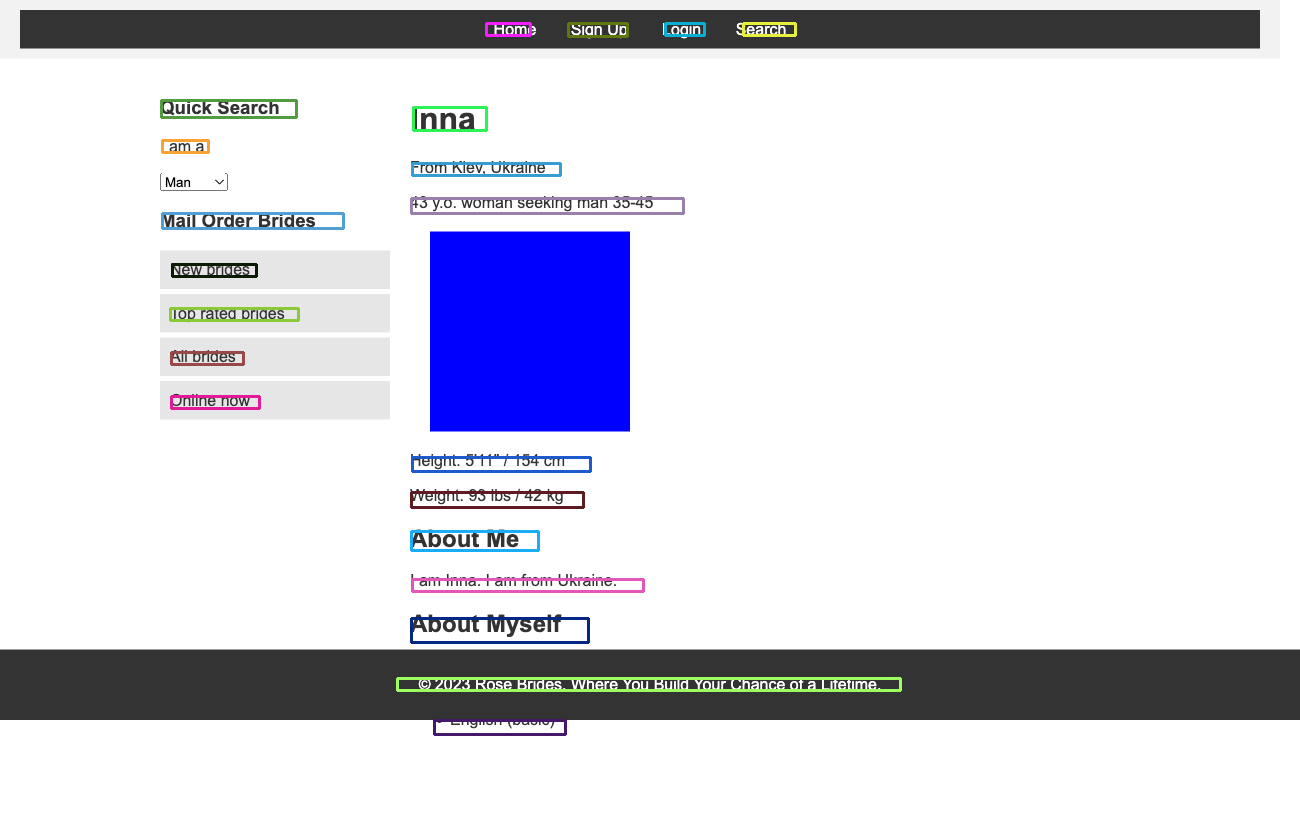 Home Sign Up Login Search
Quick Search
I am a
Man
Mail Order Brides
New brides
Top rated brides
All brides
Online now
Inna
From Kiev, Ukraine
43 y.o. woman seeking man 35-45
Height: 5'11" / 154 cm
Weight: 93 lbs / 42 kg
About Me
I am Inna. I am from Ukraine.
About Myself
© 2023 Rose Brides. Where You Build Your Chance of a Lifetime.
English (basic)